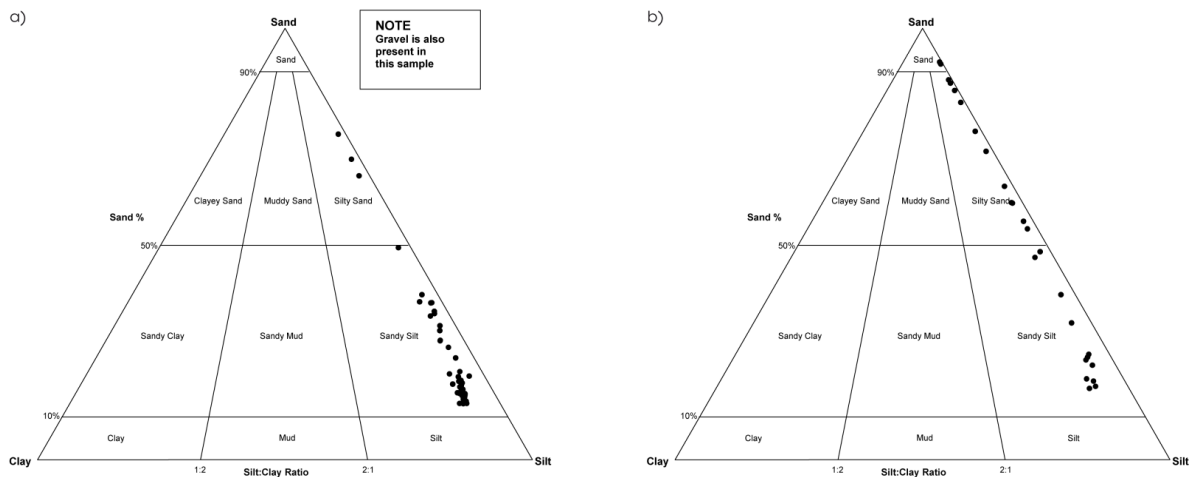 a)
Sand
NOTE
Gravel is also
present in
this sample
Sand
90%
Clayey Sand
Muddy Sand
Silty Sand
Sand %
50%
Sandy Clay
Sandy Mud
Sandy Silt
10%
Clay
Mud
Silt
Clay
Silt
1:2
Silt:Clay Ratio
2:1
b)
Sand
Sand
90%
Clayey Sand
Muddy Sand
Silty Sand
Sand %
50%
Sandy Clay
Sandy Mud
Sandy Silt
10%
Clay
Mud
Silt
Clay
Silt
1:2
Silt:Clay Ratio
2:1